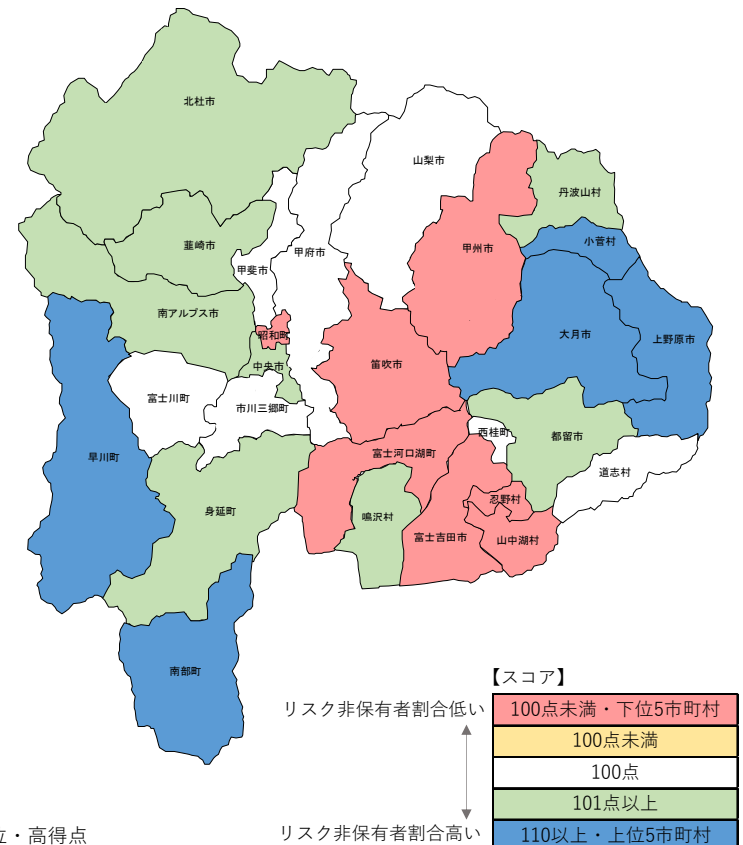 北杜市
山梨市
丹波山村
小菅村
韮崎市
甲府市
甲州市
甲斐市
南アルプス市
昭和町
大月市
上野原市
中央市
笛吹市
富士川町
市川三郷町
西桂町
都留市
富士河口湖町
早川町
道志村
身延町
鳴沢村
忍野村
富士吉田市
山中湖村
南部町
【スコア】
リスク非保有者割合低い
100点未満・下位5市町村
100点未満
100点
101点以上
位・高得点
リスク非保有者割合高い
110以上・上位5市町村